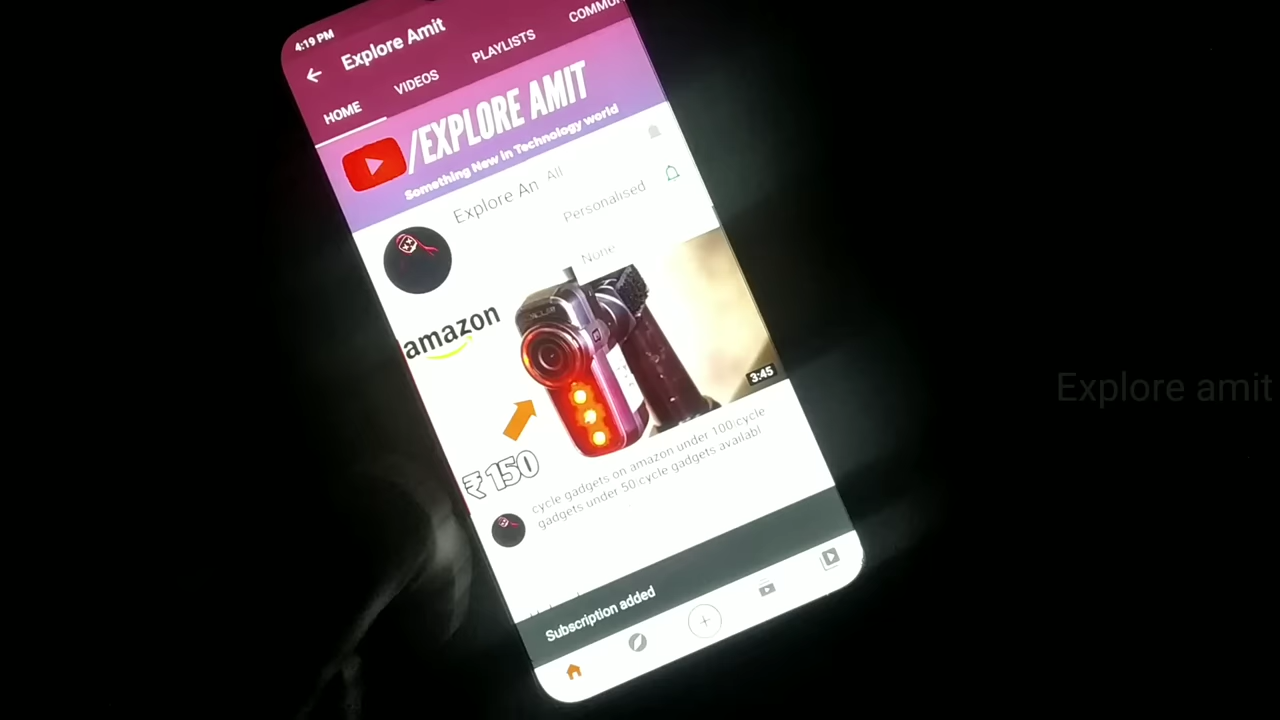 4:19 PM
Explore Amit
HOME
VIDEOS
PLAYLISTS
COMMUN
/EXPLORE AMIT
Something New in Technology world
Explore An
All
Personalised
None
amazon
₹ 150
3:45
cycle gadgets on amazon under 100:cycle
gadgets under 50:cycle gadgets availabl
Subscription added
Explore amit